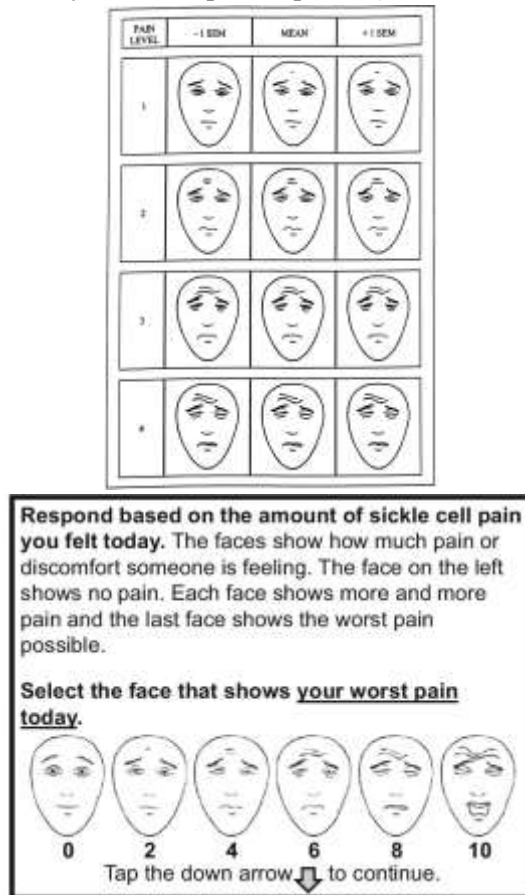 PAIN LEVEL -1 SEM MEAN +1 SEM
1
2
3
Respond based on the amount of sickle cell pain
you felt today. The faces show how much pain or
discomfort someone is feeling. The face on the left
shows no pain. Each face shows more and more
pain and the last face shows the worst pain
possible.
Select the face that shows your worst pain
today.
0 2 4 6 8 10
Tap the down arrow to continue.